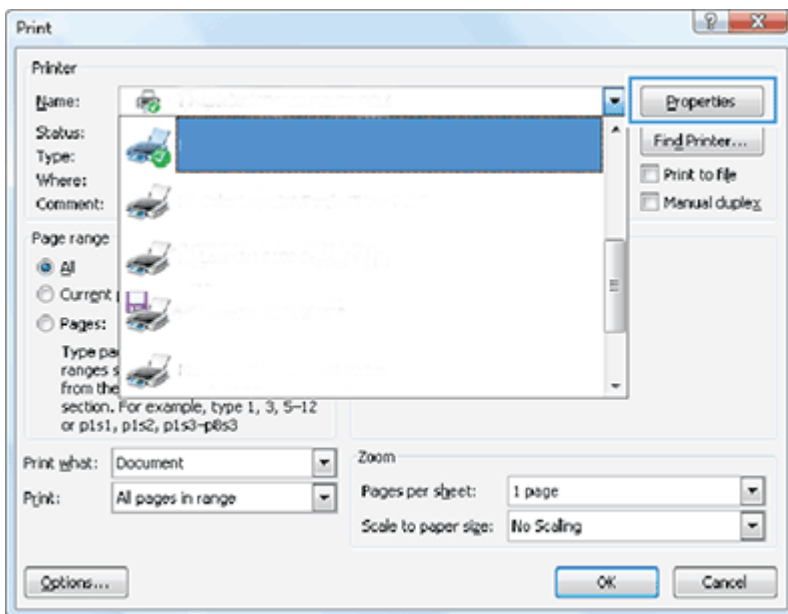 Print
Printer
Name:
Properties
Status:
Find Printer...
Type:
Print to file
Where:
Manual duplex
Comment:
Page range
All
Current
Pages:
Type
ranges
from the
section. For example, type 1, 3, 5–12
or p1s1, p1s2, p1s3–p8s3
Print what: Document
Zoom
Print: All pages in range
Pages per sheet: 1 page
Scale to paper size: No Scaling
Options...
OK
Cancel